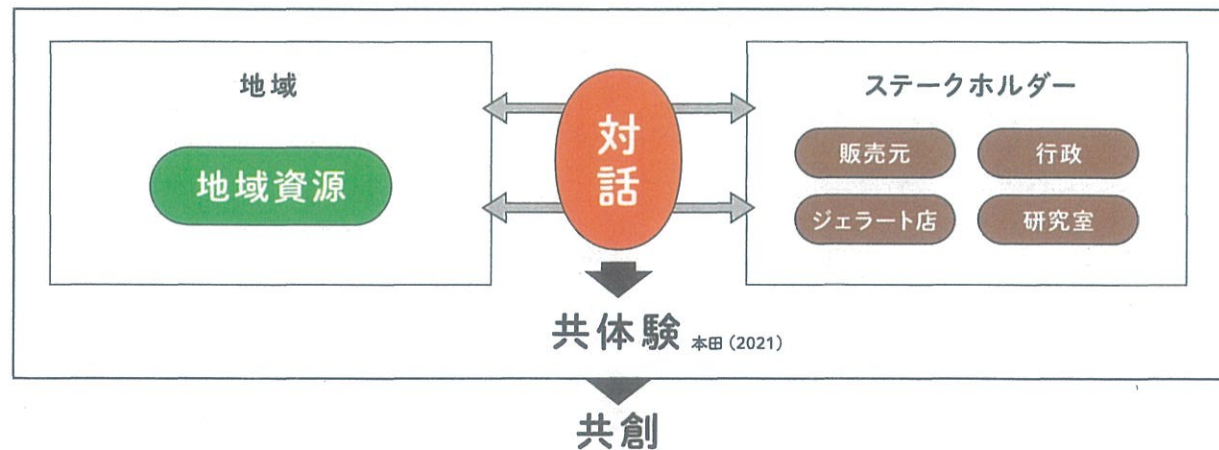 地域
地域資源
対話
ステークホルダー
販売元
行政
ジェラート店
研究室
共体験 本田(2021)
共創